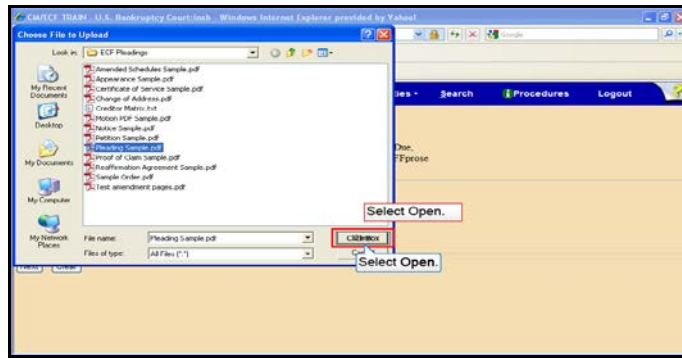 CM/ECF TRAIN - U.S. Bankruptcy Court:innb - Windows Internet Explorer provided by Yahoo!
Choose File to Upload
Look in: ECF Pleadings
Google
My Recent Documents
Desktop
My Documents
My Computer
My Network Places
Amended Schedules Sample.pdf
Appearance Sample.pdf
Certificate of Service Sample.pdf
Change of Address.pdf
Creditor Matrix.txt
Motion PDF Sample.pdf
Notice Sample.pdf
Petition Sample.pdf
Pleading Sample.pdf
Proof of Claim Sample.pdf
Reaffirmation Agreement Sample.pdf
Sample Order.pdf
Test amendment pages.pdf
ties - Search Procedures Logout
Doe,
FFprose
Select Open.
File name: Pleading Sample.pdf
Files of type: All Files (*.*)
Select Open.
Next Clear